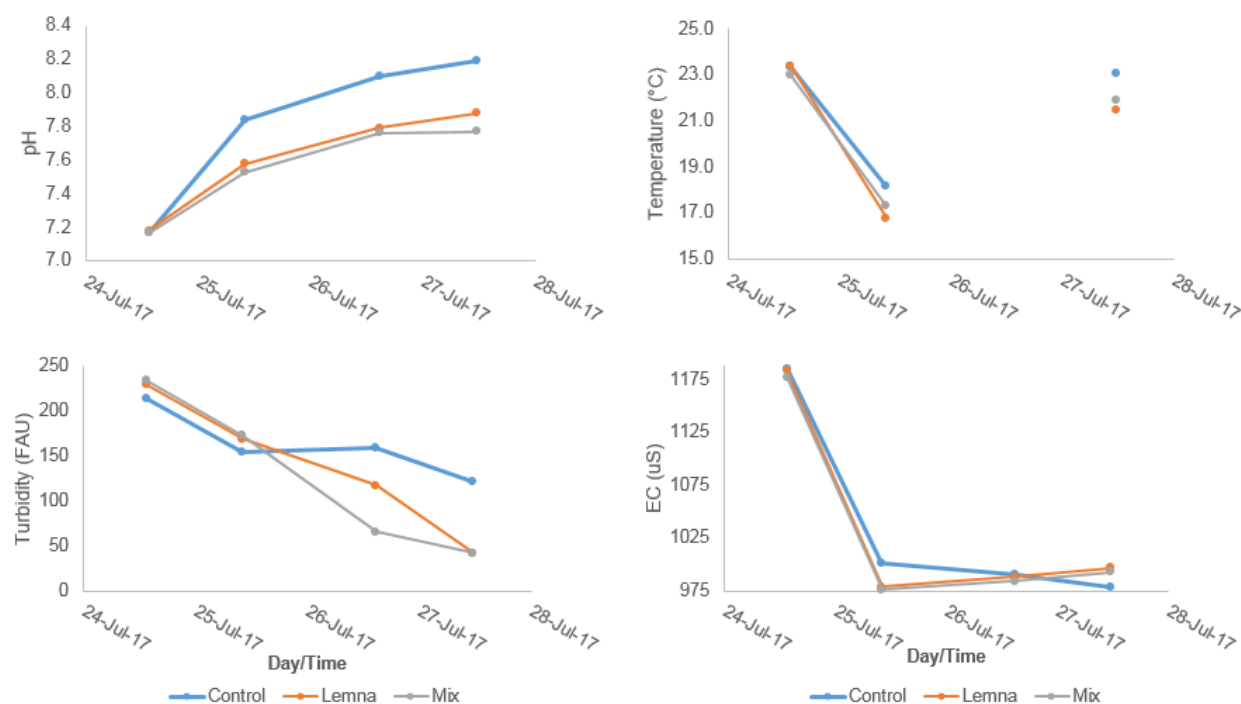 pH
8.4
8.2
8.0
7.8
7.6
7.4
7.2
7.0
24-Jul-17
25-Jul-17
26-Jul-17
27-Jul-17
28-Jul-17
Temperature (°C)
25.0
23.0
21.0
19.0
17.0
15.0
24-Jul-17
25-Jul-17
26-Jul-17
27-Jul-17
28-Jul-17
Turbidity (FAU)
250
200
150
100
50
0
24-Jul-17
25-Jul-17
26-Jul-17
27-Jul-17
28-Jul-17
Day/Time
Control Lemna Mix
EC (uS)
1175
1125
1075
1025
975
24-Jul-17
25-Jul-17
26-Jul-17
27-Jul-17
28-Jul-17
Day/Time
Control Lemna Mix